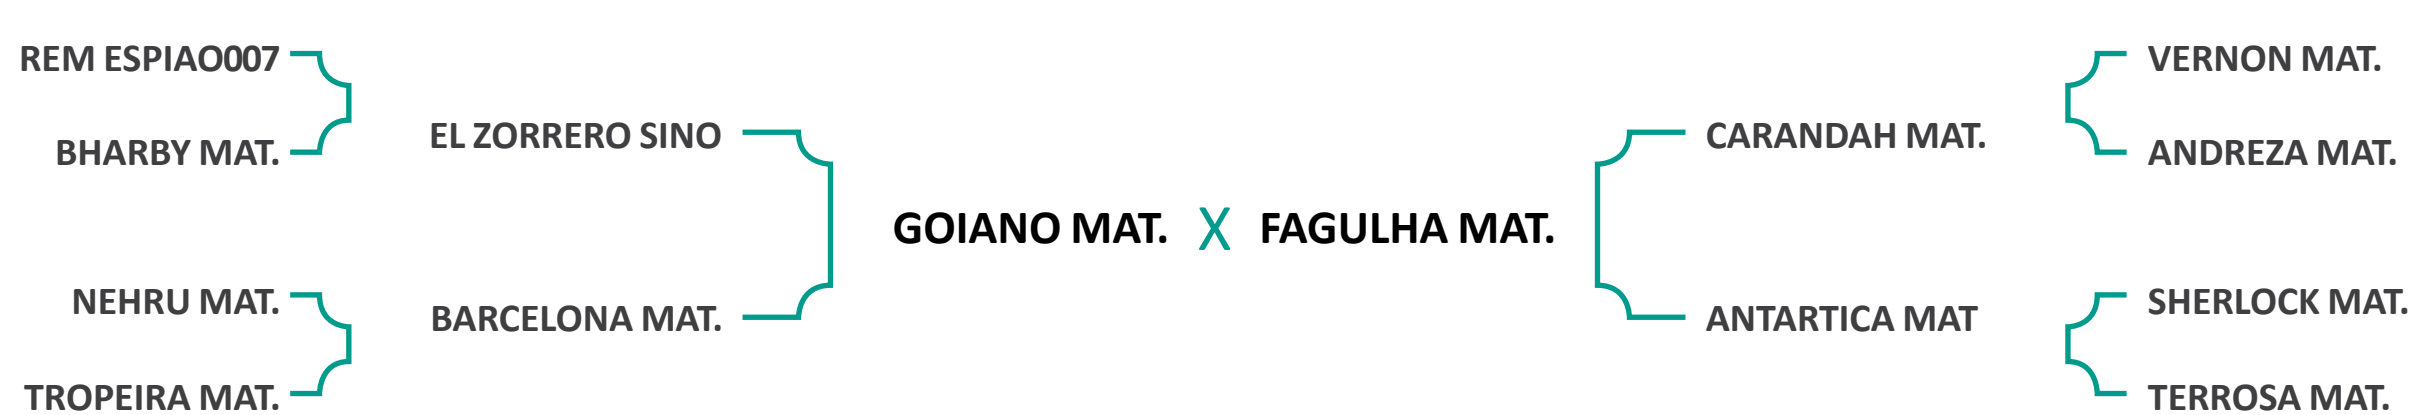 REM ESPIAO007
BHARBY MAT.
EL ZORRERO SINO
NEHRU MAT.
TROPEIRA MAT.
BARCELONA MAT.
GOIANO MAT. X FAGULHA MAT.
CARANDAH MAT.
VERNON MAT.
ANDREZA MAT.
ANTARTICA MAT
SHERLOCK MAT.
TERROSA MAT.